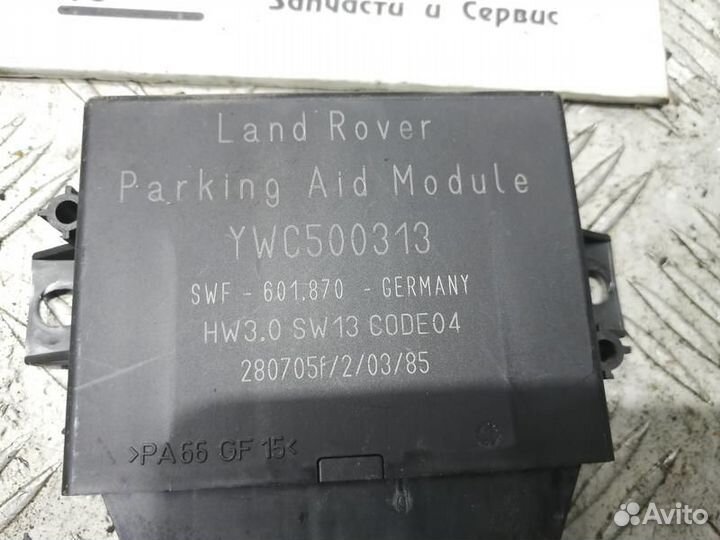 Запчасти и Сервис
Land Rover
Parking Aid Module
YWC500313
SWF - 601.870 - GERMANY
HW3.0 SW13 CODE04
280705f/2/03/85
>PA66 GF 15<
Avito